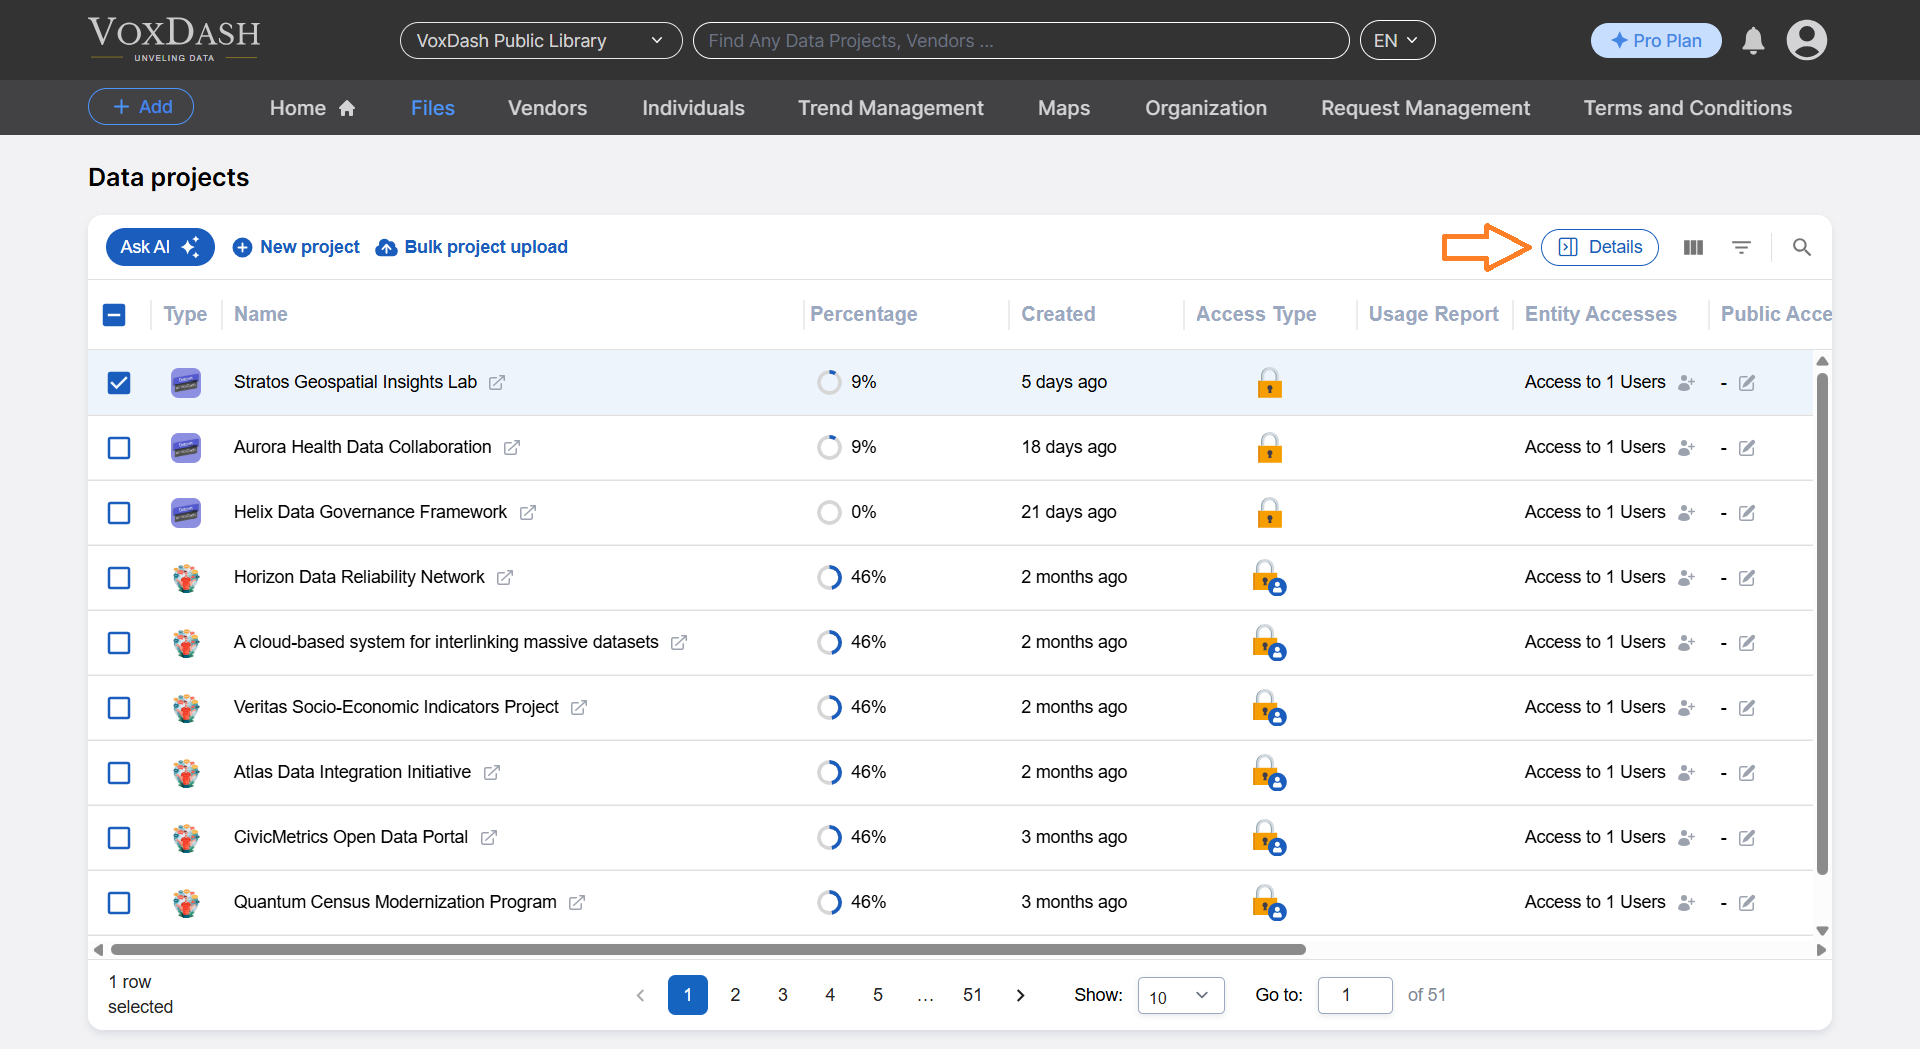 VOXDASH
UNVELING DATA
VoxDash Public Library
Find Any Data Projects, Vendors ...
EN
Pro Plan
+ Add
Home
Files
Vendors
Individuals
Trend Management
Maps
Organization
Request Management
Terms and Conditions
Data projects
Ask AI
New project
Bulk project upload
Details
Type Name Percentage Created Access Type Usage Report Entity Accesses Public Acce
Stratos Geospatial Insights Lab 9% 5 days ago Access to 1 Users -
Aurora Health Data Collaboration 9% 18 days ago Access to 1 Users -
Helix Data Governance Framework 0% 21 days ago Access to 1 Users -
Horizon Data Reliability Network 46% 2 months ago Access to 1 Users -
A cloud-based system for interlinking massive datasets 46% 2 months ago Access to 1 Users -
Veritas Socio-Economic Indicators Project 46% 2 months ago Access to 1 Users -
Atlas Data Integration Initiative 46% 2 months ago Access to 1 Users -
CivicMetrics Open Data Portal 46% 3 months ago Access to 1 Users -
Quantum Census Modernization Program 46% 3 months ago Access to 1 Users -
1 row
selected
1 2 3 4 5 ... 51
Show: 10
Go to: 1 of 51